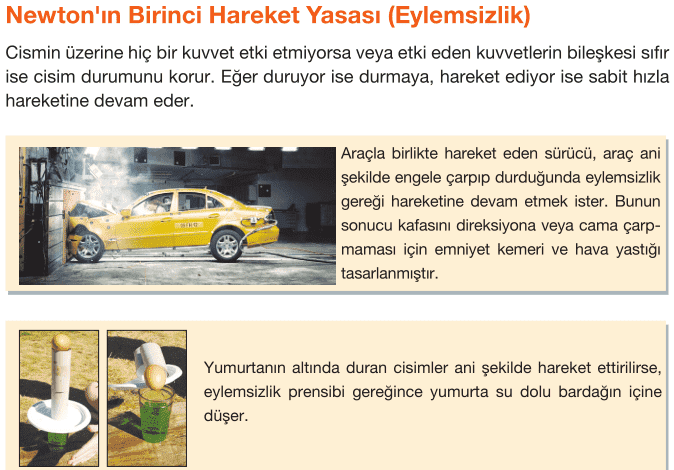 Newton'ın Birinci Hareket Yasası (Eylemsizlik)
Cismin üzerine hiç bir kuvvet etki etmiyorsa veya etki eden kuvvetlerin bileşkesi sıfır
ise cisim durumunu korur. Eğer duruyor ise durmaya, hareket ediyor ise sabit hızla
hareketine devam eder.
Araçla birlikte hareket eden sürücü, araç ani
şekilde engele çarpıp durduğunda eylemsizlik
gereği hareketine devam etmek ister. Bunun
sonucu kafasını direksiyona veya cama çarp-
maması için emniyet kemeri ve hava yastığı
tasarlanmıştır.
Yumurtanın altında duran cisimler ani şekilde hareket ettirilirse,
eylemsizlik prensibi gereğince yumurta su dolu bardağın içine
düşer.